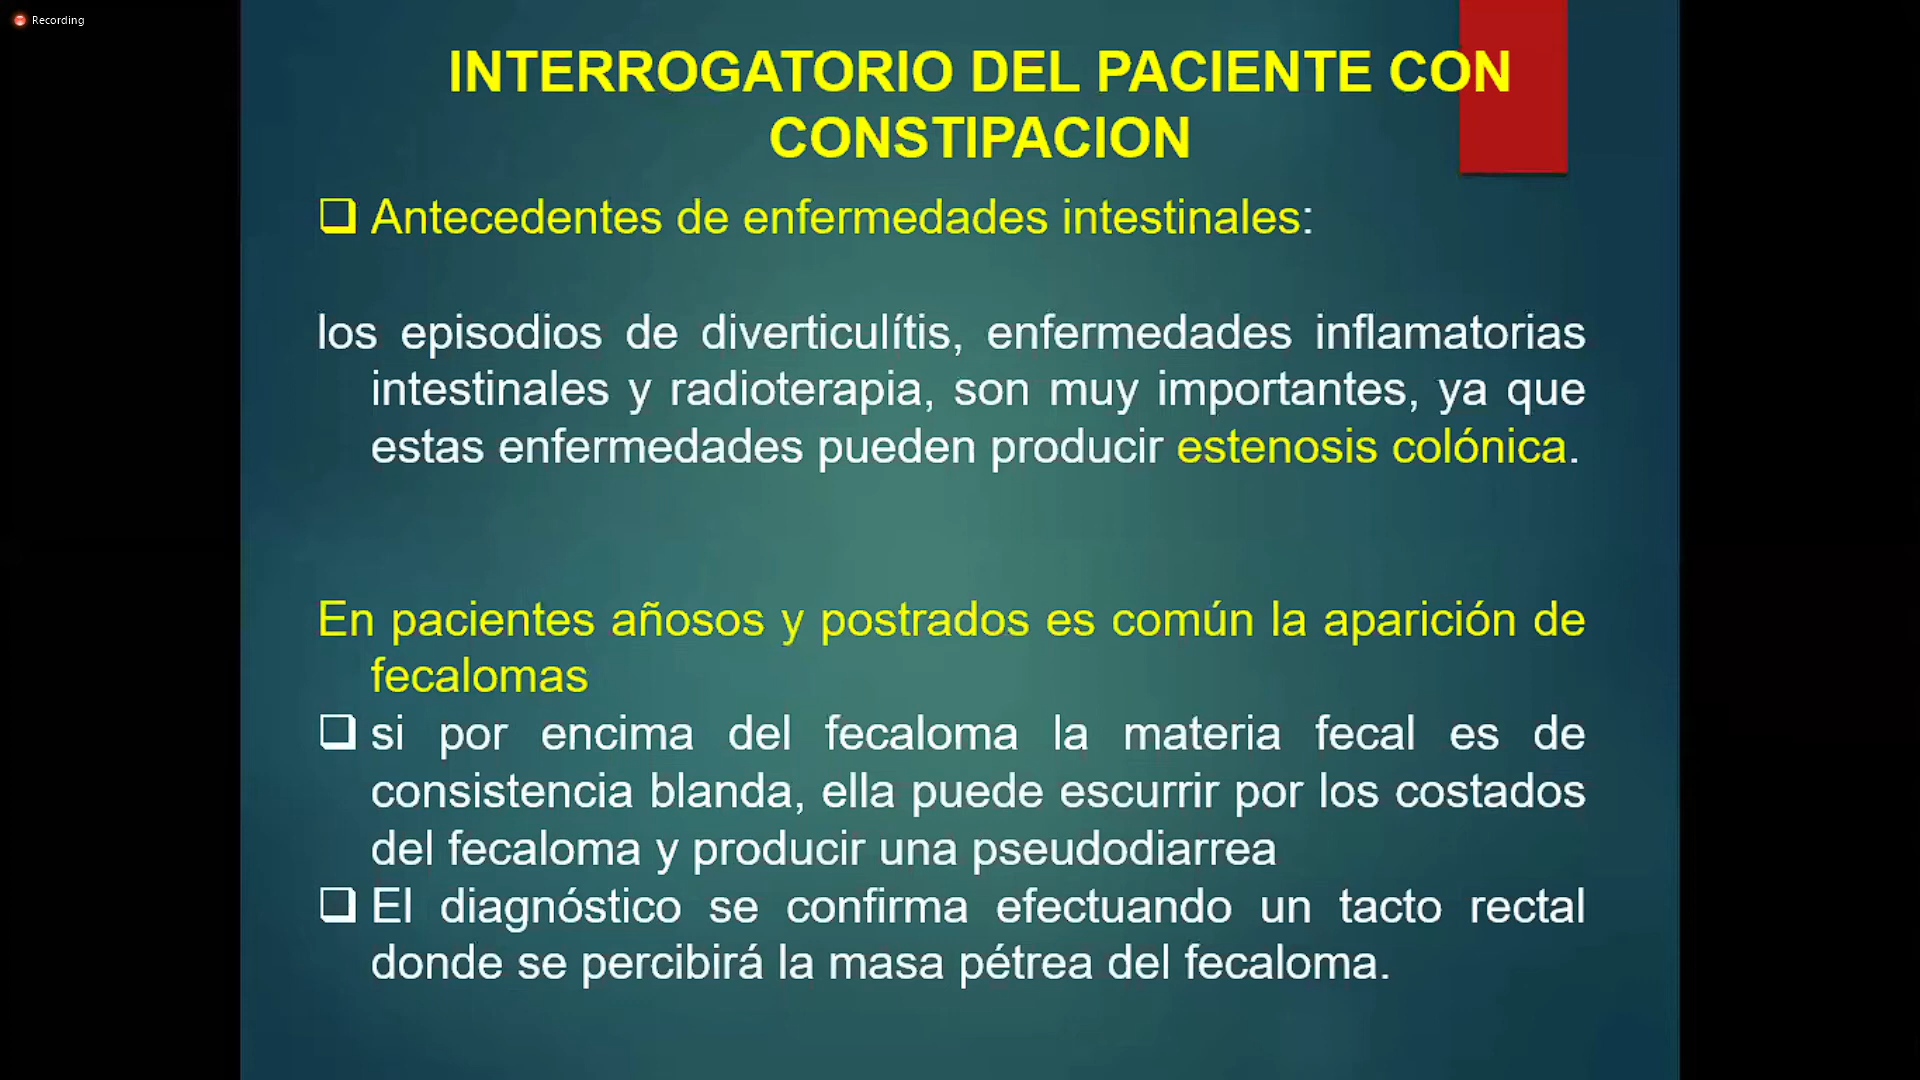 Recording
INTERROGATORIO DEL PACIENTE CON
CONSTIPACION
❑ Antecedentes de enfermedades intestinales:
los episodios de diverticulítis, enfermedades inflamatorias
intestinales y radioterapia, son muy importantes, ya que
estas enfermedades pueden producir estenosis colónica.
En pacientes añosos y postrados es común la aparición de
fecalomas
❑ si por encima del fecaloma la materia fecal es de
consistencia blanda, ella puede escurrir por los costados
del fecaloma y producir una pseudodiarrea
❑ El diagnóstico se confirma efectuando un tacto rectal
donde se percibirá la masa pétrea del fecaloma.